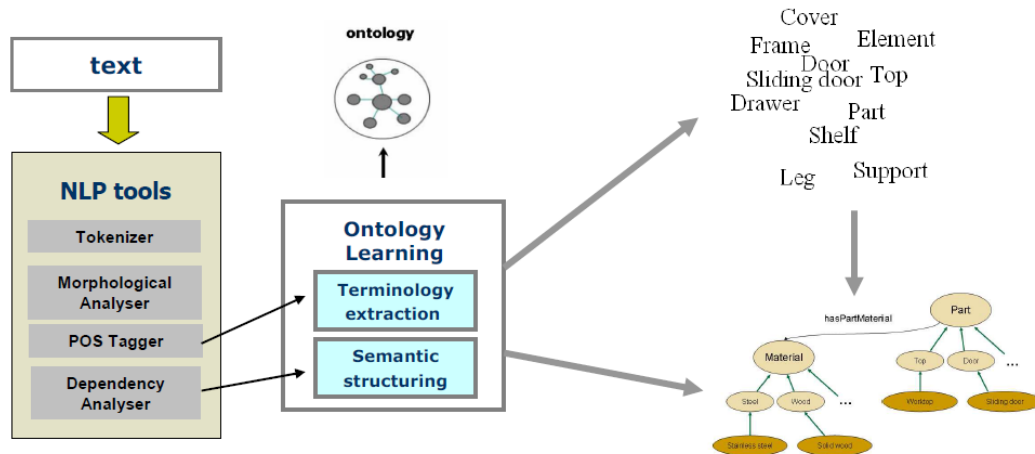 text
NLP tools
Tokenizer
Morphological
Analyser
POS Tagger
Dependency
Analyser
ontology
Ontology
Learning
Terminology
extraction
Semantic
structuring
Cover
Frame
Element
Door
Sliding door
Top
Drawer
Part
Shelf
Leg
Support
hasPartMaterial
Part
Material
Top
Door
...
Steel
Wood
...
Worktop
Sliding door
Stainless steel
Solid wood